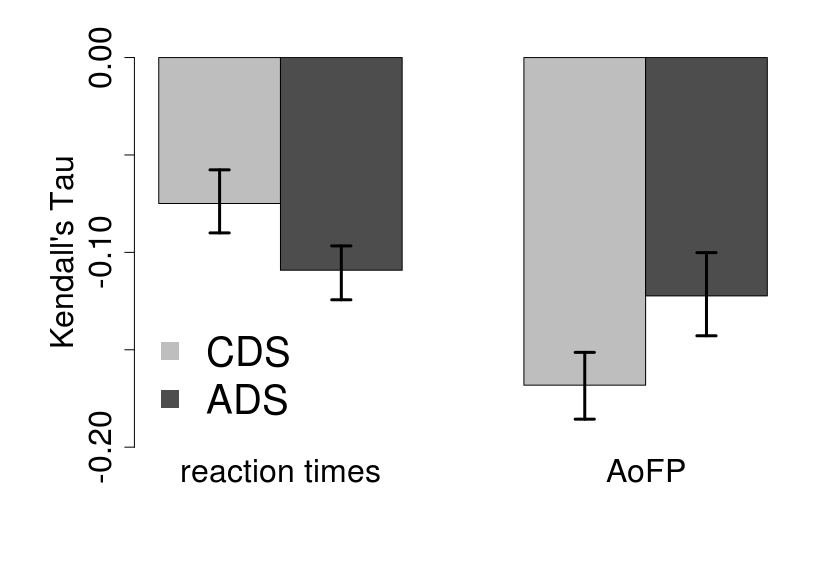 0.00
-0.10
-0.20
Kendall's Tau
CDS
ADS
reaction times
AoFP